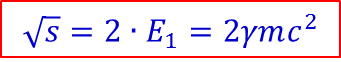 √s = 2 · E₁ = 2γmc²